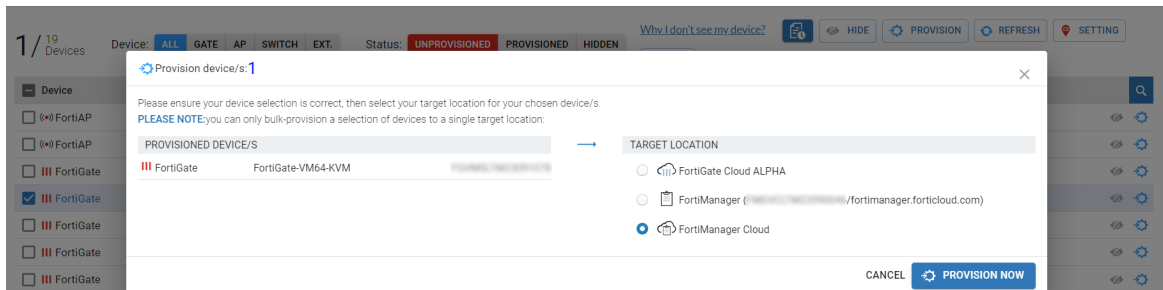 1/ 19 Devices
Device: ALL GATE AP SWITCH EXT. Status: UNPROVISIONED PROVISIONED HIDDEN
Why I don't see my device?
HIDE PROVISION REFRESH SETTING
Provision device/s:1
Please ensure your device selection is correct, then select your target location for your chosen device/s.
PLEASE NOTE:you can only bulk-provision a selection of devices to a single target location:
PROVISIONED DEVICE/S
FortiGate FortiGate-VM64-KVM
TARGET LOCATION
FortiGate Cloud ALPHA
FortiManager ( /fortimanager.forticloud.com)
FortiManager Cloud
CANCEL PROVISION NOW
Device
FortiAP
FortiAP
FortiGate
FortiGate
FortiGate
FortiGate
FortiGate